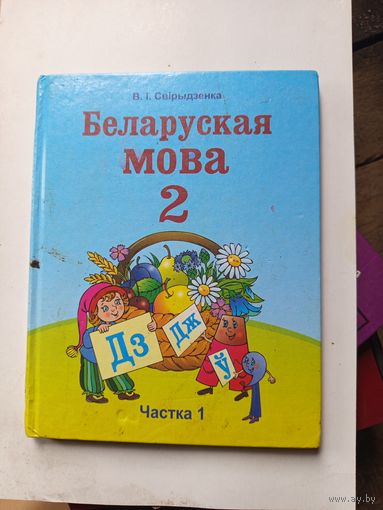 В. І. Свірыдзенка
Беларуская
мова
2
Дз
Дж
ў
Частка 1
www.ay.by